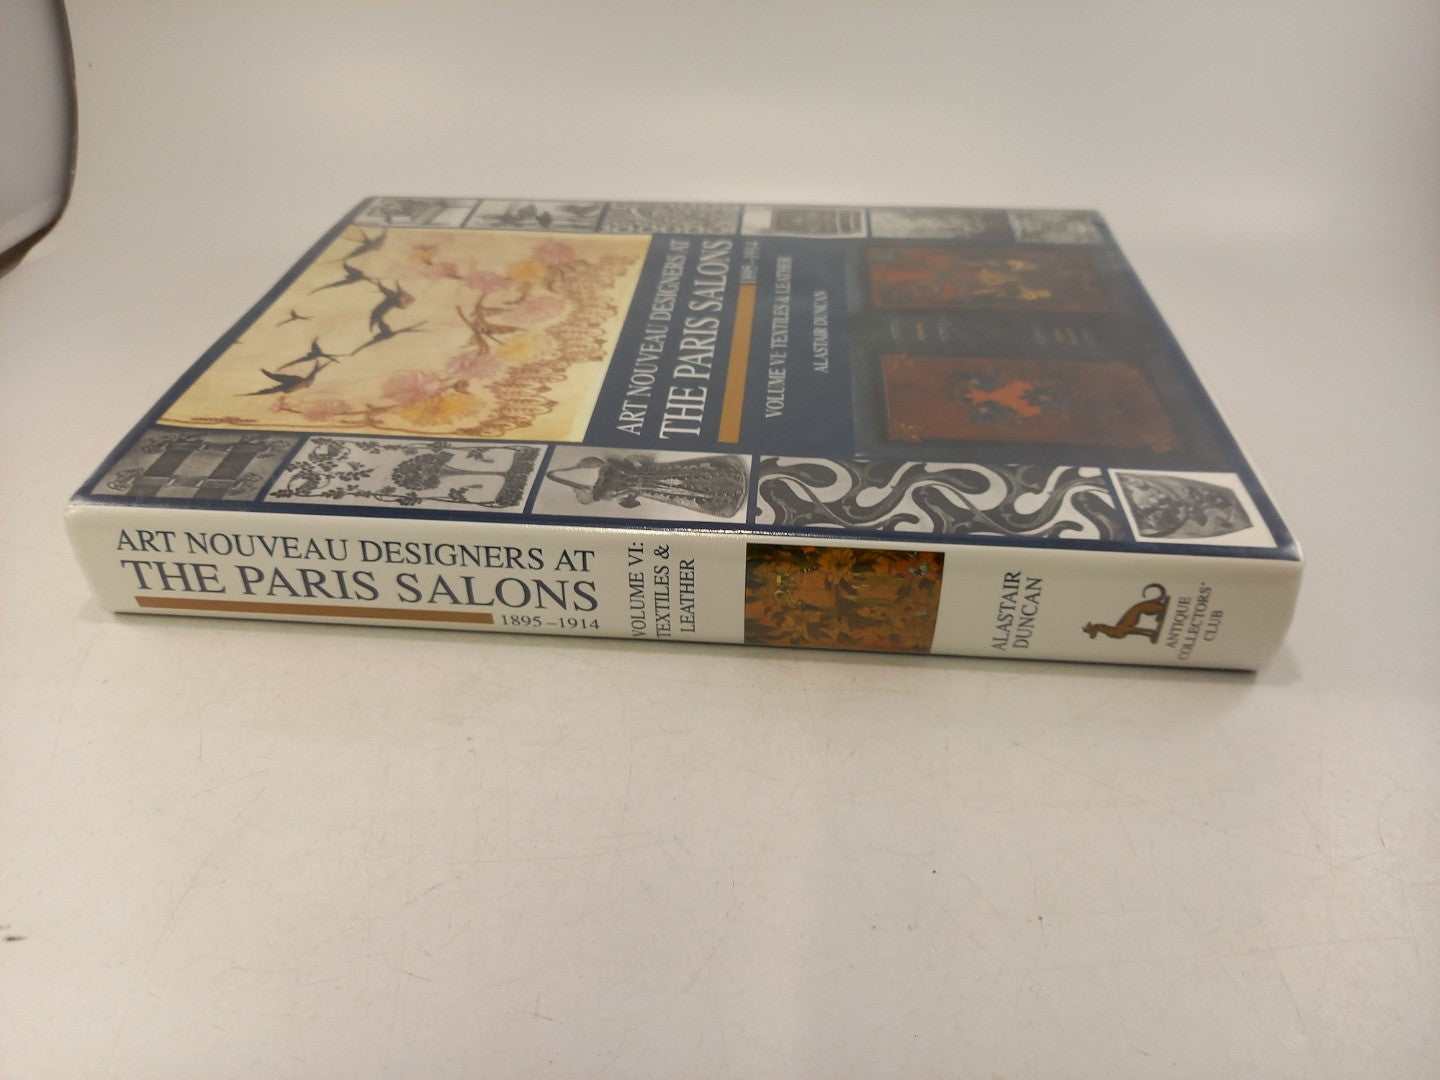 ART NOUVEAU DESIGNERS AT
THE PARIS SALONS
1895–1914
VOLUME VI: TEXTILES & LEATHER
ALASTAIR DUNCAN
ART NOUVEAU DESIGNERS AT
THE PARIS SALONS
1895–1914
VOLUME VI:
TEXTILES &
LEATHER
ALASTAIR
DUNCAN
ANTIQUE
COLLECTORS'
CLUB